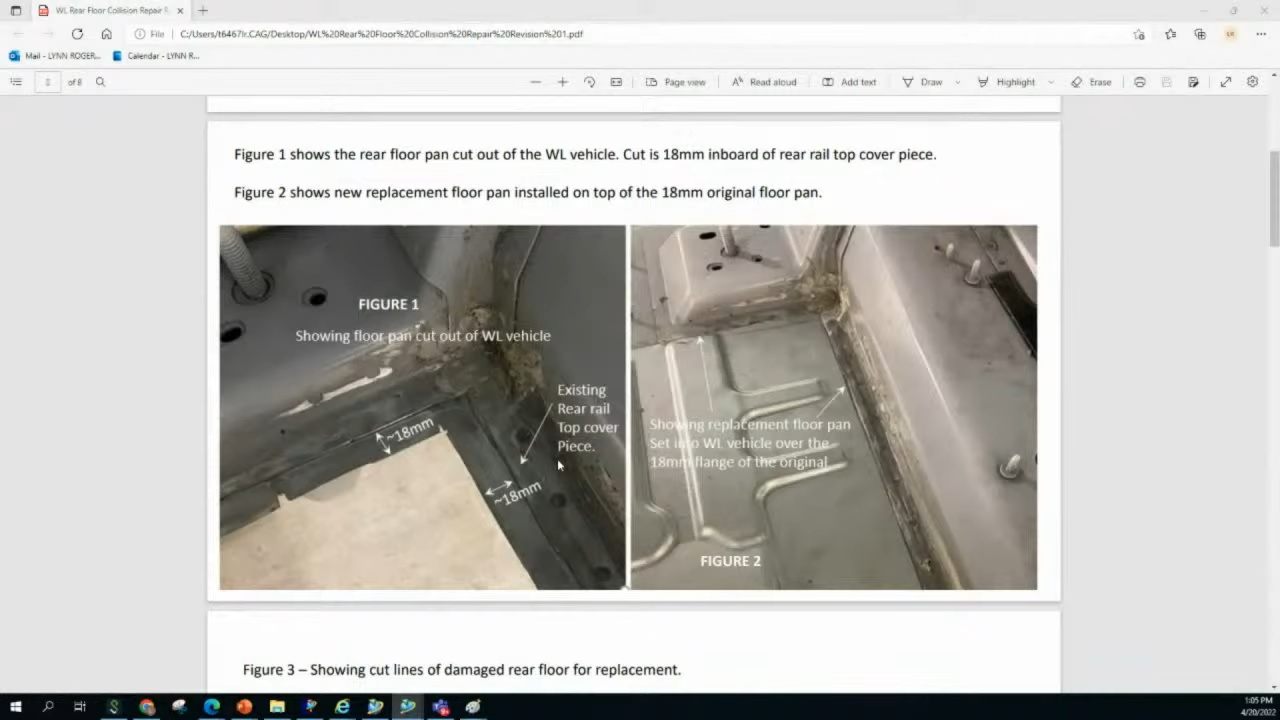 WL Rear Floor Collision Repair R
File
C:/Users/t6467lr.CAG/Desktop/WL%20Rear%20Floor%20Collision%20Repair%20Revision%201.pdf
Mail - LYNN ROGER...
Calendar - LYNN R...
of 8
Page view
Read aloud
Add text
Draw
Highlight
Erase
Figure 1 shows the rear floor pan cut out of the WL vehicle. Cut is 18mm inboard of rear rail top cover piece.
Figure 2 shows new replacement floor pan installed on top of the 18mm original floor pan.
FIGURE 1
Showing floor pan cut out of WL vehicle
Existing
Rear rail
Top cover
Piece.
~18mm
~18mm
Showing replacement floor pan
Set into WL vehicle over the
18mm flange of the original
FIGURE 2
Figure 3 – Showing cut lines of damaged rear floor for replacement.
1:05 PM
4/20/2022